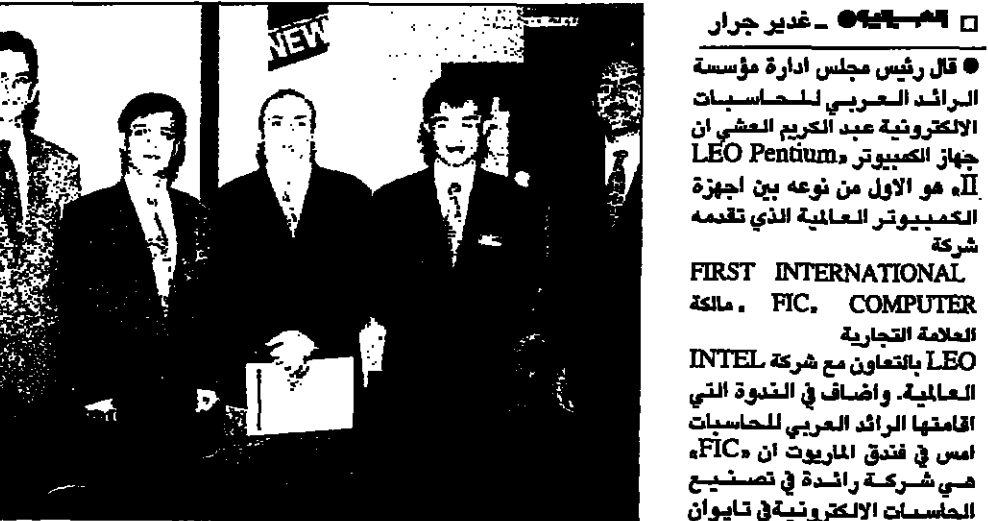 NEW
□ ـ غدير جرار
● قال رئيس مجلس ادارة مؤسسة
الرائد العربي للحاسبات
الالكترونية عبد الكريم العشي ان
جهاز الكمبيوتر «LEO Pentium
II» هو الاول من نوعه بين اجهزة
الكمبيوتر العالمية الذي تقدمه
شركة
FIRST INTERNATIONAL
COMPUTER «FIC» مالكة
العلامة التجارية
LEO بالتعاون مع شركة INTEL
العالمية. واضاف في الندوة التي
اقامتها الرائد العربي للحاسبات
امس في فندق الماريوت ان «FIC»
هي شركة رائدة في تصنيع
الحاسبات الالكترونية في تايوان